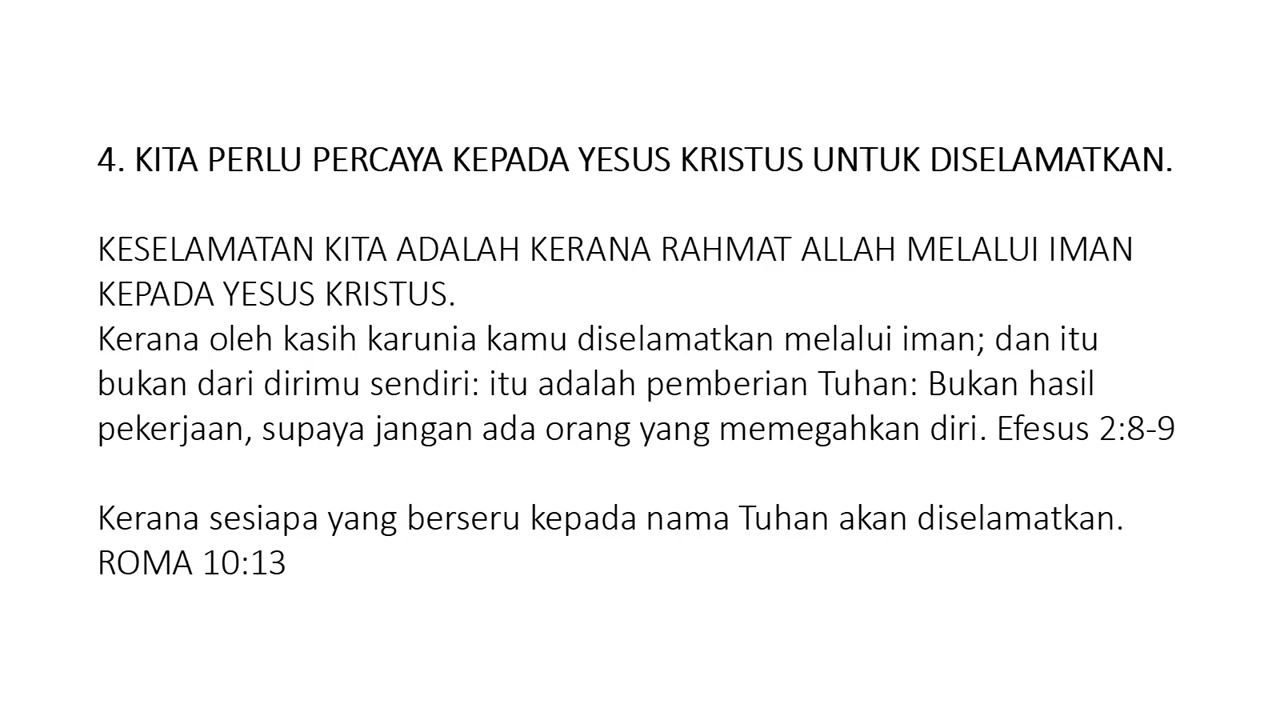 4. KITA PERLU PERCAYA KEPADA YESUS KRISTUS UNTUK DISELAMATKAN.
KESELAMATAN KITA ADALAH KERANA RAHMAT ALLAH MELALUI IMAN
KEPADA YESUS KRISTUS.
Kerana oleh kasih karunia kamu diselamatkan melalui iman; dan itu
bukan dari dirimu sendiri: itu adalah pemberian Tuhan: Bukan hasil
pekerjaan, supaya jangan ada orang yang memegahkan diri. Efesus 2:8-9
Kerana sesiapa yang berseru kepada nama Tuhan akan diselamatkan.
ROMA 10:13